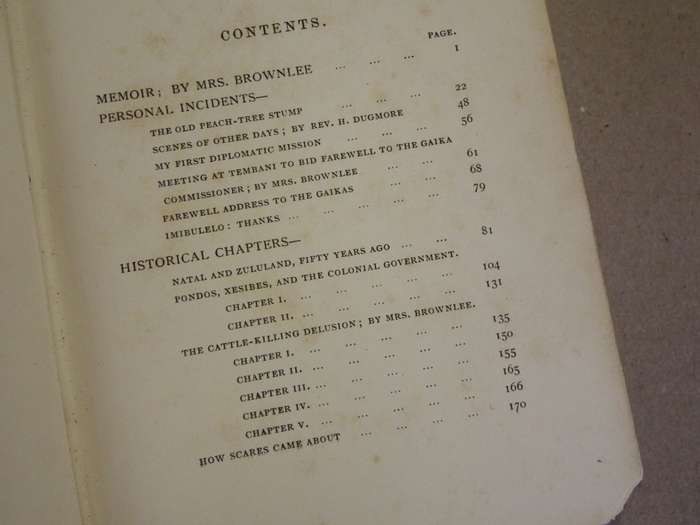 CONTENTS.
PAGE.
MEMOIR; BY MRS. BROWNLEE ... ... ... 1
PERSONAL INCIDENTS—
THE OLD PEACH-TREE STUMP ... ... ... 22
SCENES OF OTHER DAYS; BY REV. H. DUGMORE 48
MY FIRST DIPLOMATIC MISSION ... ... ... 56
MEETING AT TEMBANI TO BID FAREWELL TO THE GAIKA
COMMISSIONER; BY MRS. BROWNLEE ... ... 61
FAREWELL ADDRESS TO THE GAIKAS ... ... 68
IMIBULELO: THANKS ... ... ... ... ... 79
HISTORICAL CHAPTERS—
NATAL AND ZULULAND, FIFTY YEARS AGO ... ... 81
PONDOS, XESIBES, AND THE COLONIAL GOVERNMENT.
CHAPTER I. ... ... ... ... ... 104
CHAPTER II. ... ... ... ... ... 131
THE CATTLE-KILLING DELUSION; BY MRS. BROWNLEE.
CHAPTER I. ... ... ... ... ... 135
CHAPTER II. ... ... ... ... ... 150
CHAPTER III. ... ... ... ... ... 155
CHAPTER IV. ... ... ... ... ... 165
CHAPTER V. ... ... ... ... ... 166
HOW SCARES CAME ABOUT ... ... ... ... 170